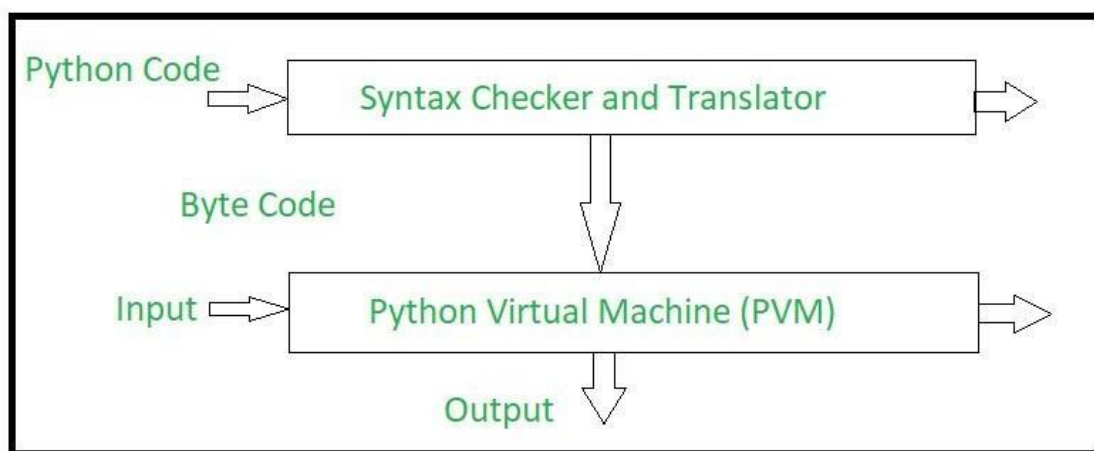 Python Code
Syntax Checker and Translator
Byte Code
Input
Python Virtual Machine (PVM)
Output